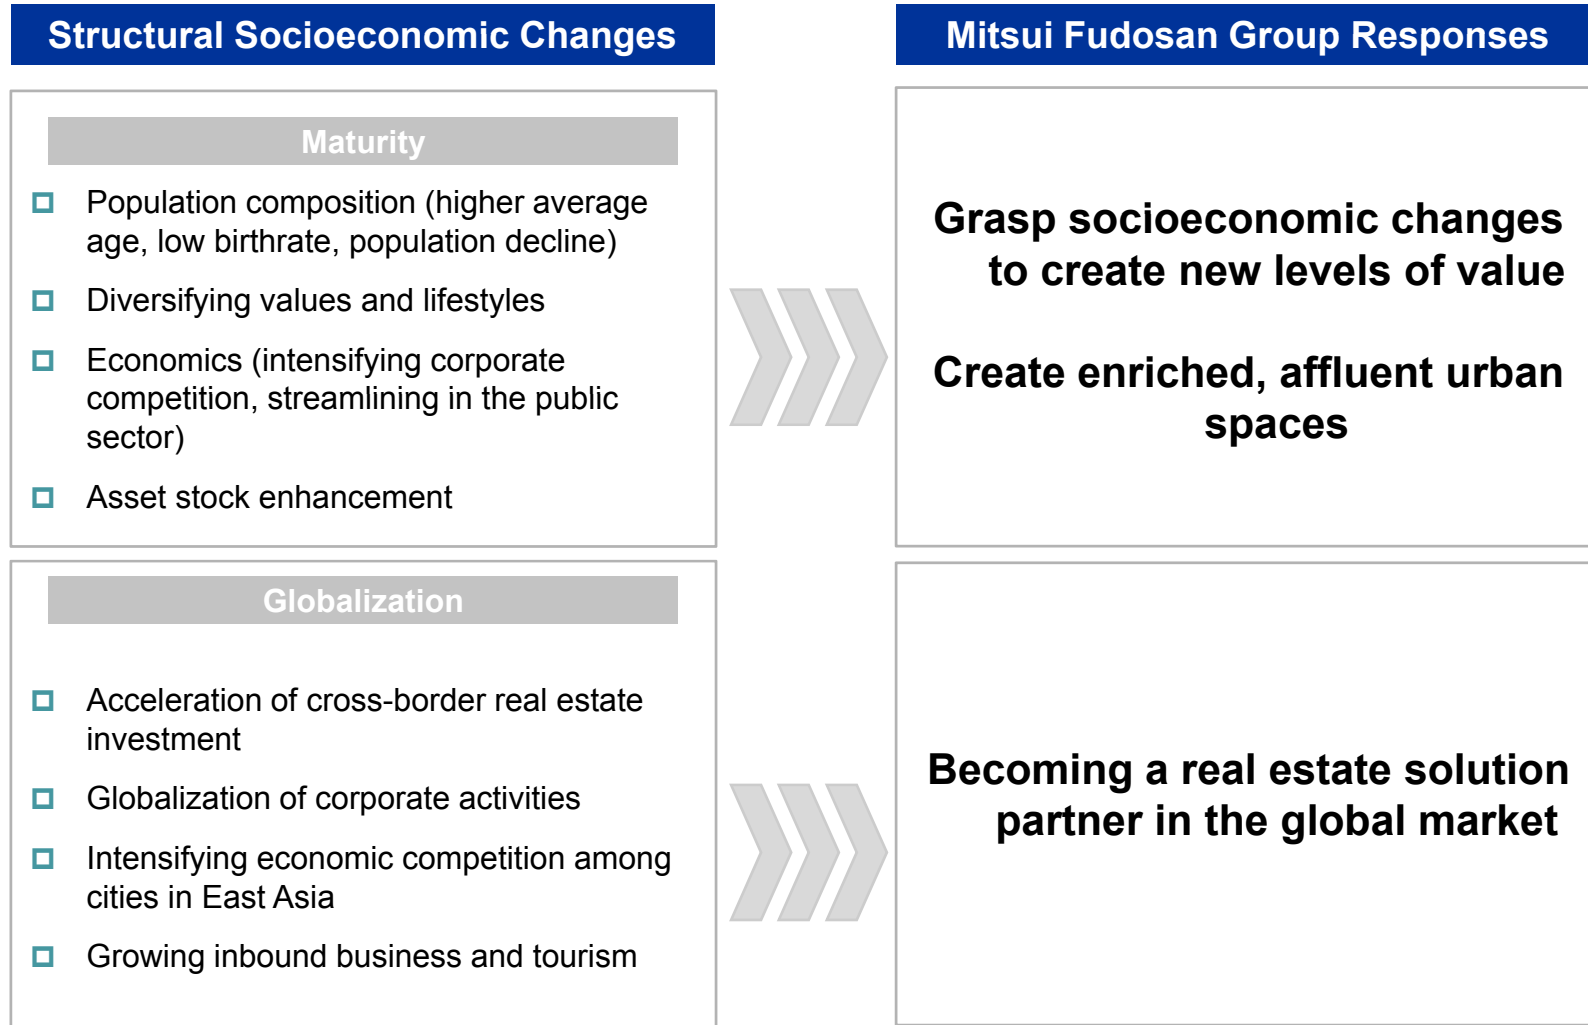 Structural Socioeconomic Changes
Mitsui Fudosan Group Responses
Maturity
Population composition (higher average
age, low birthrate, population decline)
Diversifying values and lifestyles
Economics (intensifying corporate
competition, streamlining in the public
sector)
Asset stock enhancement
Grasp socioeconomic changes
to create new levels of value
Create enriched, affluent urban
spaces
Globalization
Acceleration of cross-border real estate
investment
Globalization of corporate activities
Intensifying economic competition among
cities in East Asia
Growing inbound business and tourism
Becoming a real estate solution
partner in the global market